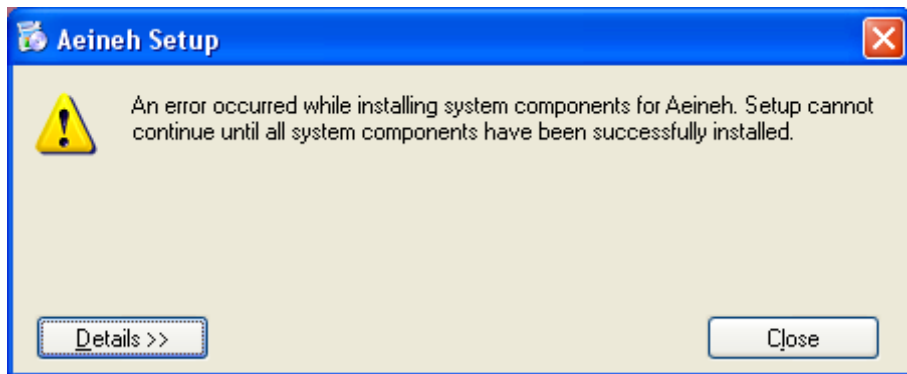 Aeineh Setup
An error occurred while installing system components for Aeineh. Setup cannot
continue until all system components have been successfully installed.
Details >>
Close